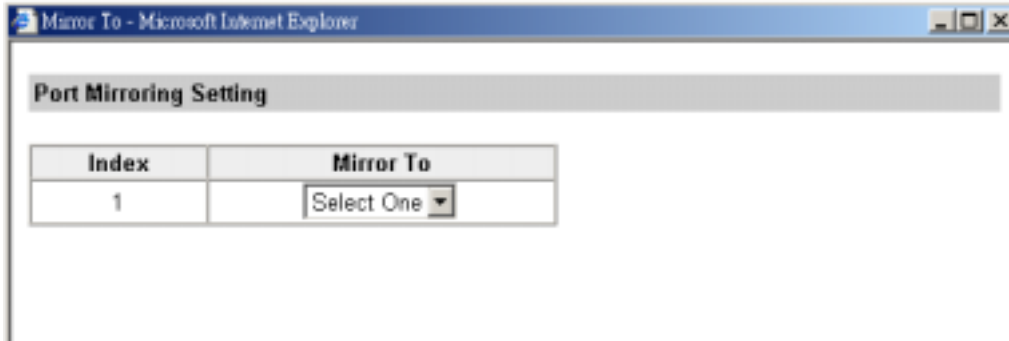 Mirror To - Microsoft Internet Explorer
Port Mirroring Setting
Index Mirror To
1 Select One